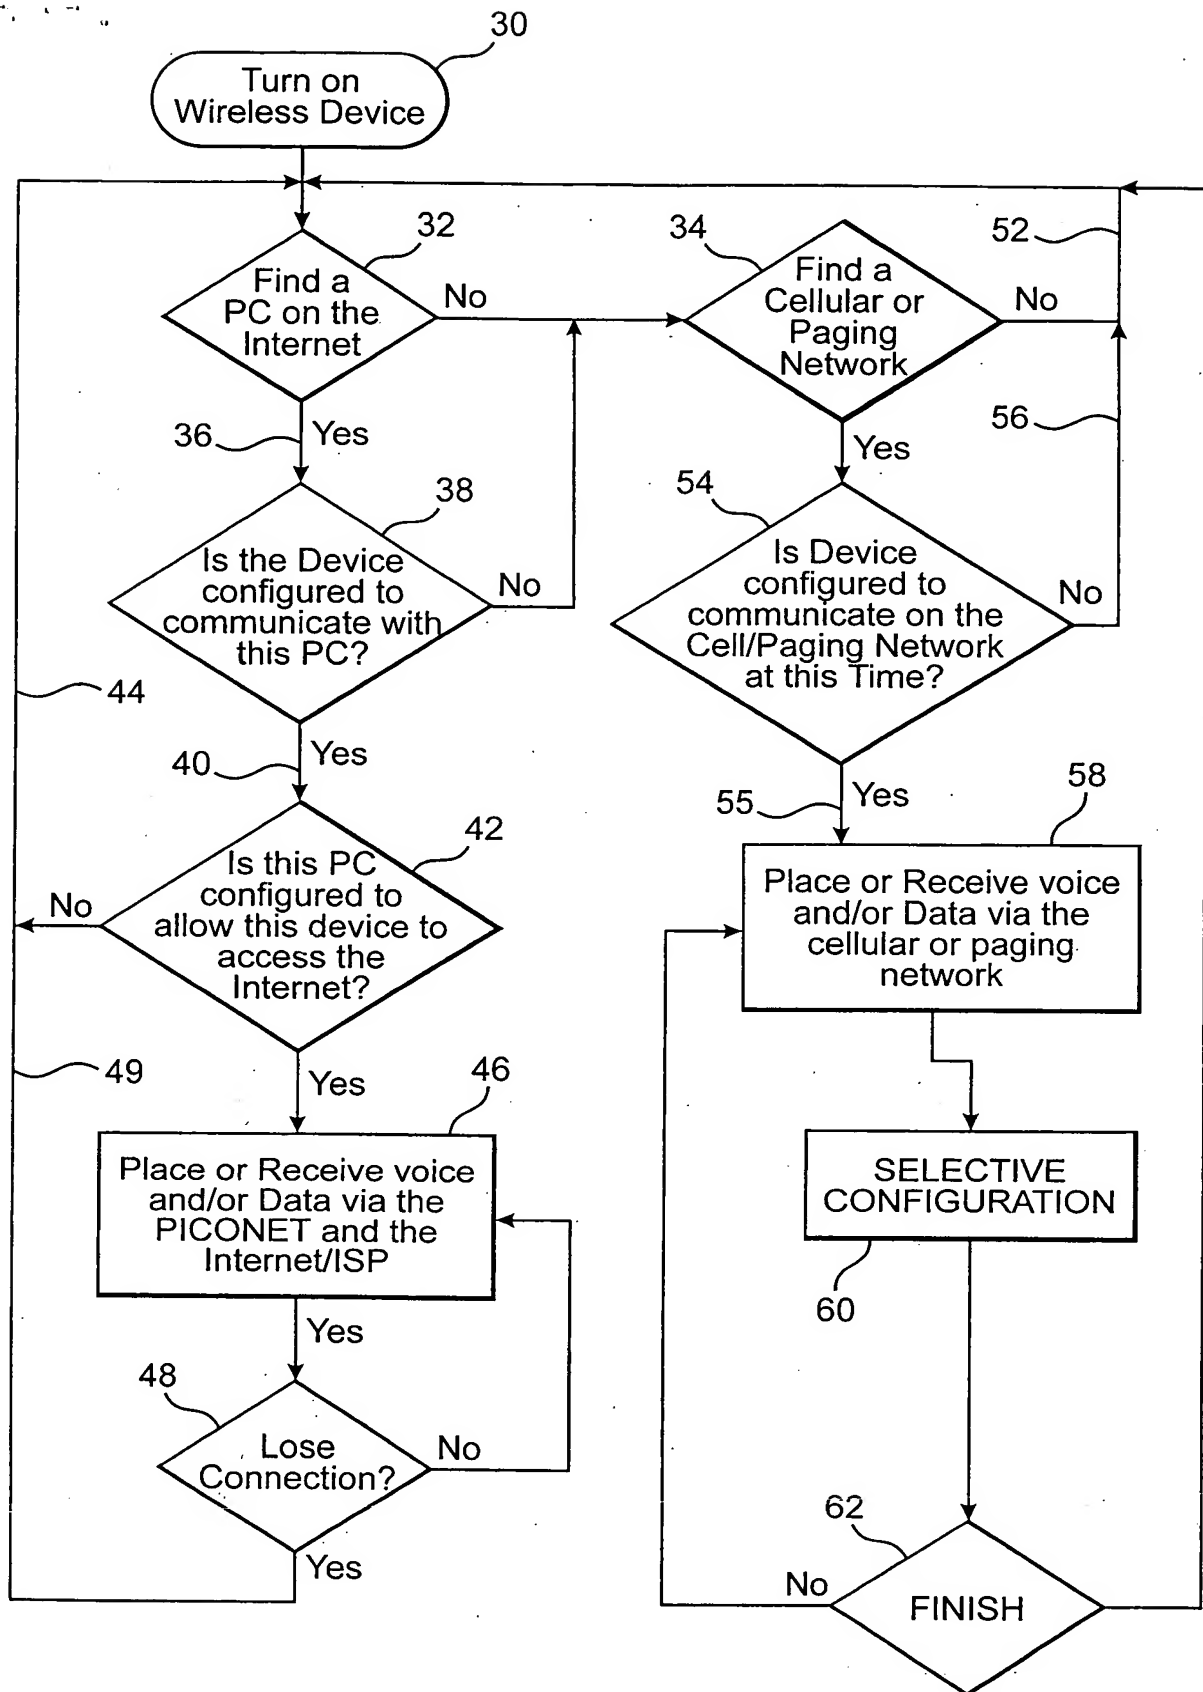 30
Turn on
Wireless Device
32
Find a
PC on the
Internet
No
34
Find a
Cellular or
Paging
Network
No
52
36
Yes
Yes
56
38
Is the Device
configured to
communicate with
this PC?
No
54
Is Device
configured to
communicate on the
Cell/Paging Network
at this Time?
No
44
40
Yes
55
Yes
58
42
Is this PC
configured to
allow this device to
access the
Internet?
No
Place or Receive voice
and/or Data via the
cellular or paging
network
49
Yes
46
Place or Receive voice
and/or Data via the
PICONET and the
Internet/ISP
SELECTIVE
CONFIGURATION
60
Yes
48
Lose
Connection?
No
Yes
62
No
FINISH